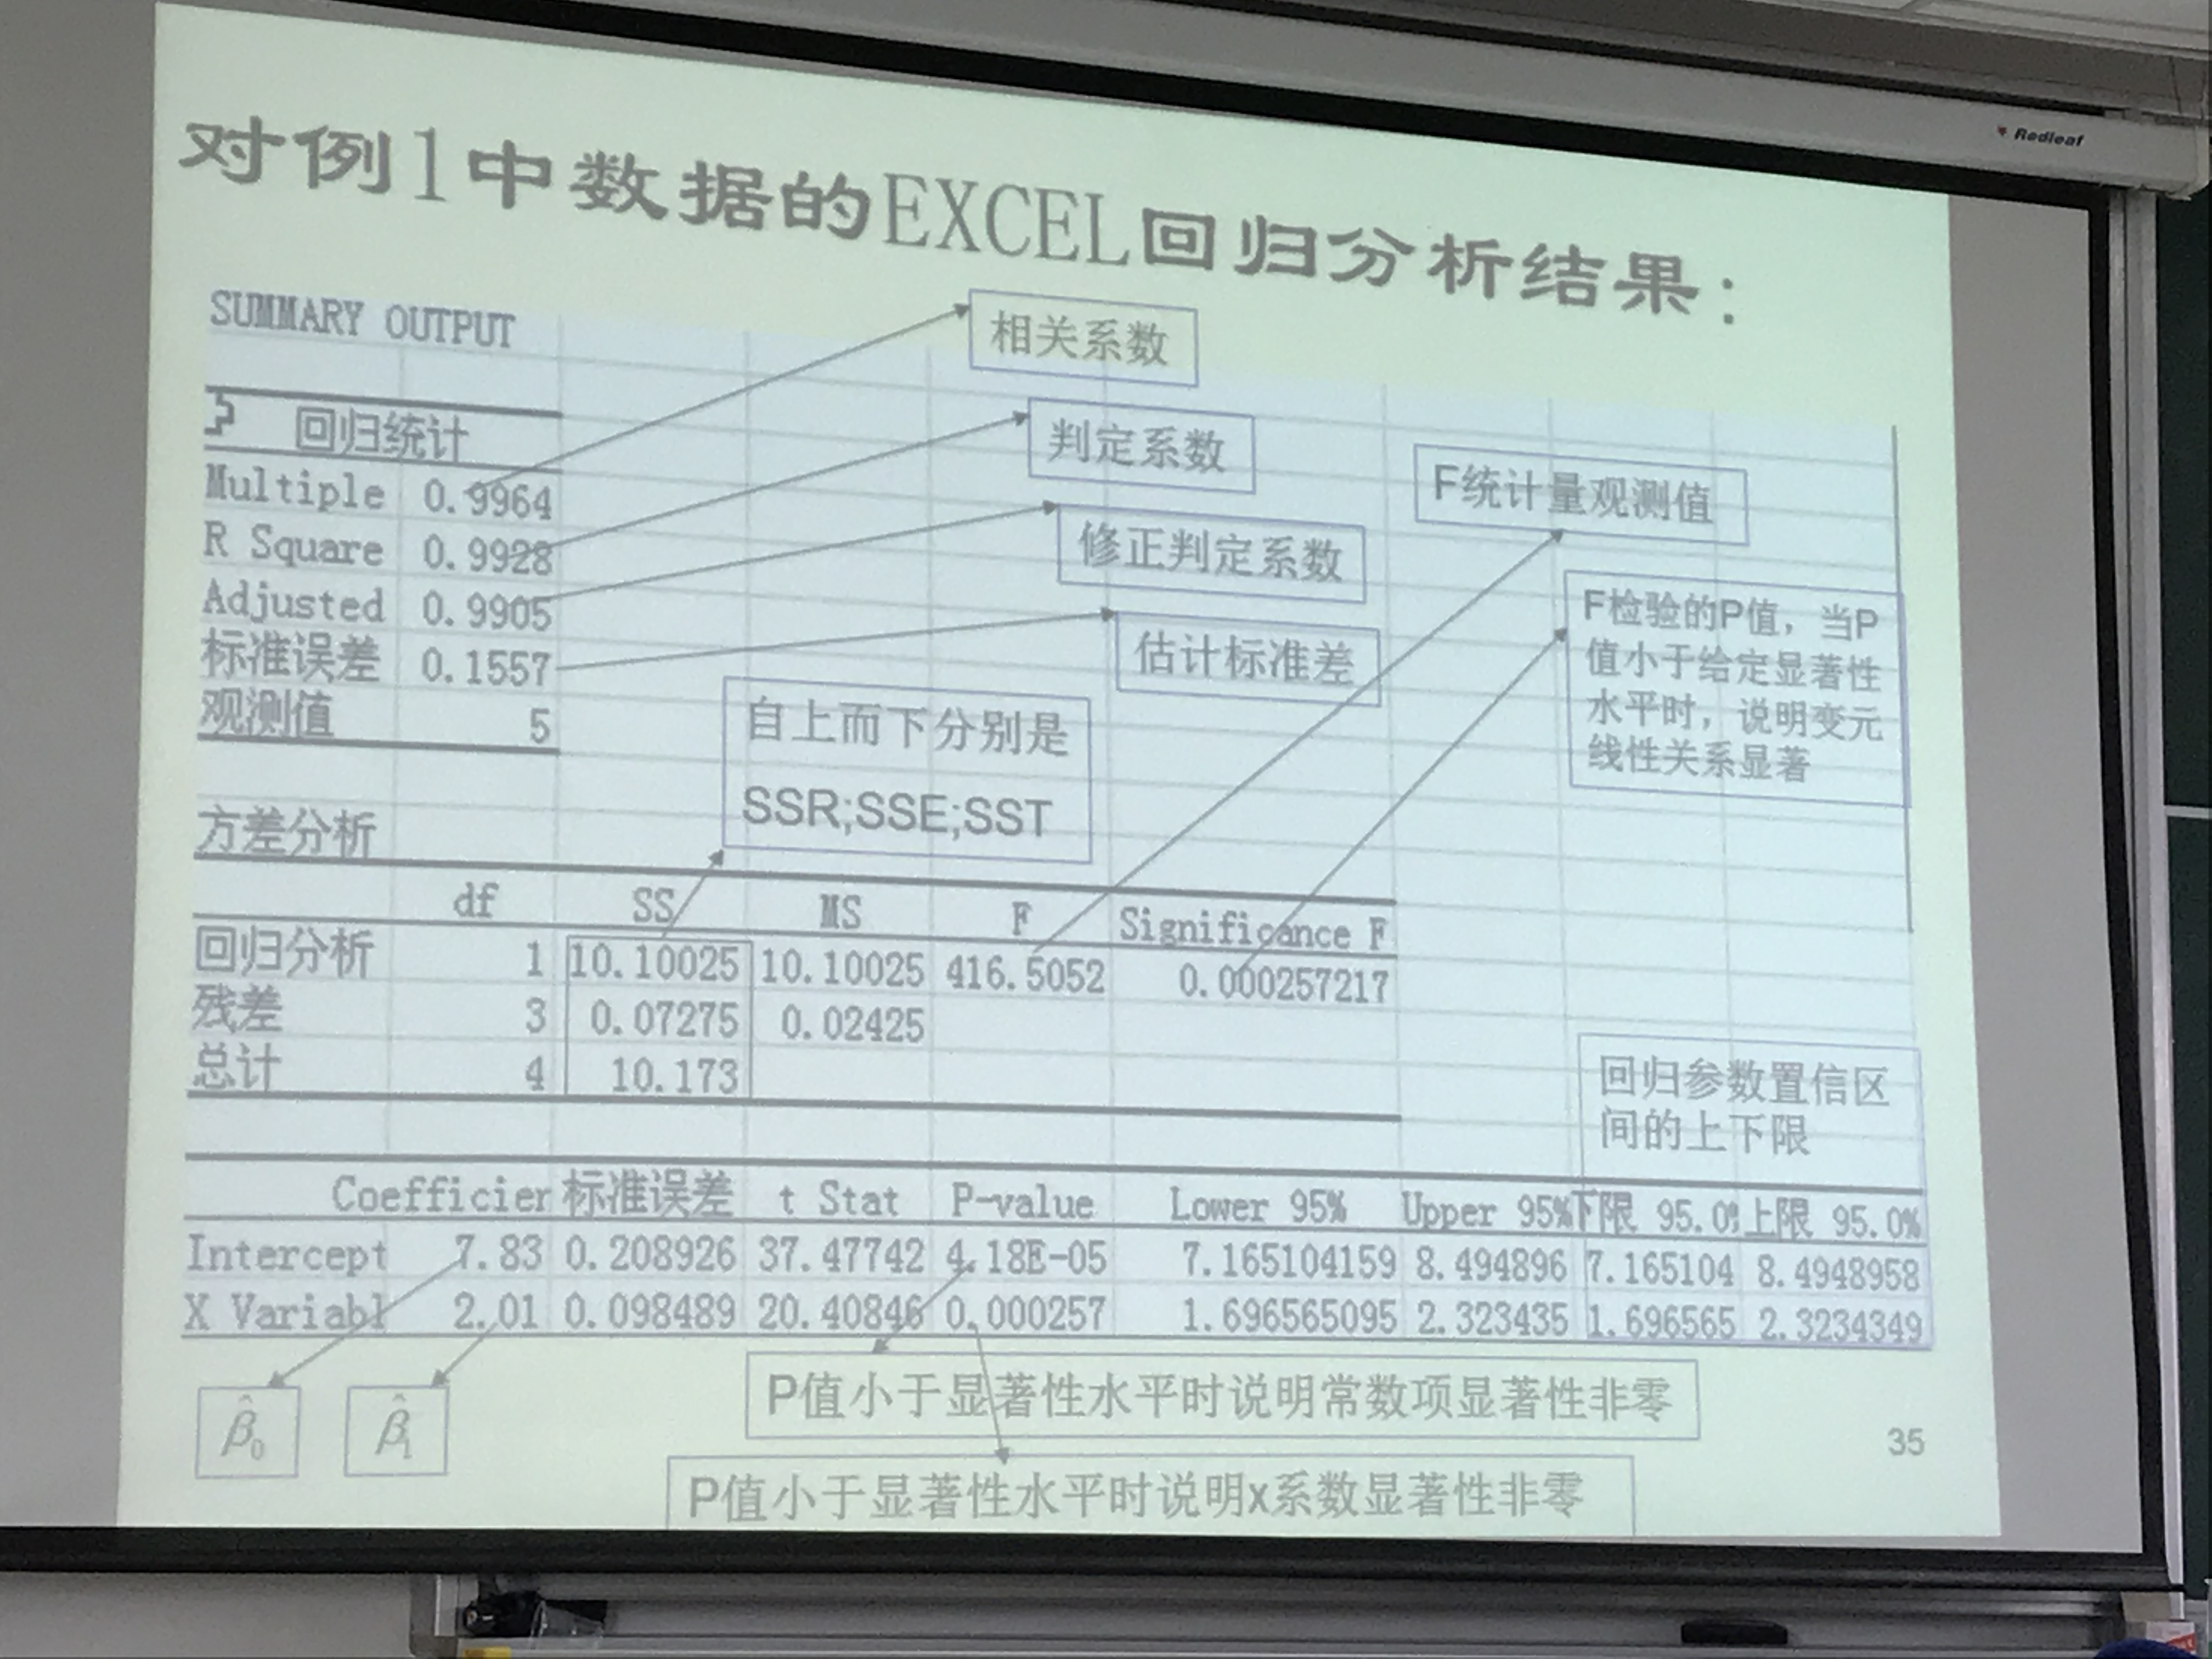 Redleaf
对例1中数据的EXCEL回归分析结果：
SUMMARY OUTPUT
相关系数
回归统计
判定系数
F统计量观测值
Multiple 0.9964
R Square 0.9928
修正判定系数
Adjusted 0.9905
F检验的P值，当P
值小于给定显著性
水平时，说明变元
线性关系显著
标准误差 0.1557
估计标准差
观测值 5
自上而下分别是
SSR;SSE;SST
方差分析
df SS MS F Significance F
回归分析 1 10.10025 10.10025 416.5052 0.000257217
残差 3 0.07275 0.02425
总计 4 10.173
回归参数置信区
间的上下限
Coefficier 标准误差 t Stat P-value Lower 95% Upper 95% 下限 95.0% 上限 95.0%
Intercept 7.83 0.208926 37.47742 4.18E-05 7.165104159 8.494896 7.165104 8.4948958
X Variabl 2.01 0.098489 20.40846 0.000257 1.696565095 2.323435 1.696565 2.3234349
β̂0 β̂1
P值小于显著性水平时说明常数项显著性非零
35
P值小于显著性水平时说明x系数显著性非零